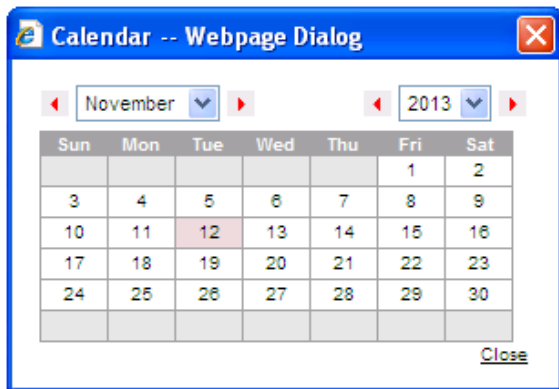 Calendar -- Webpage Dialog
November 2013
Sun Mon Tue Wed Thu Fri Sat
1 2
3 4 5 6 7 8 9
10 11 12 13 14 15 16
17 18 19 20 21 22 23
24 25 26 27 28 29 30
Close